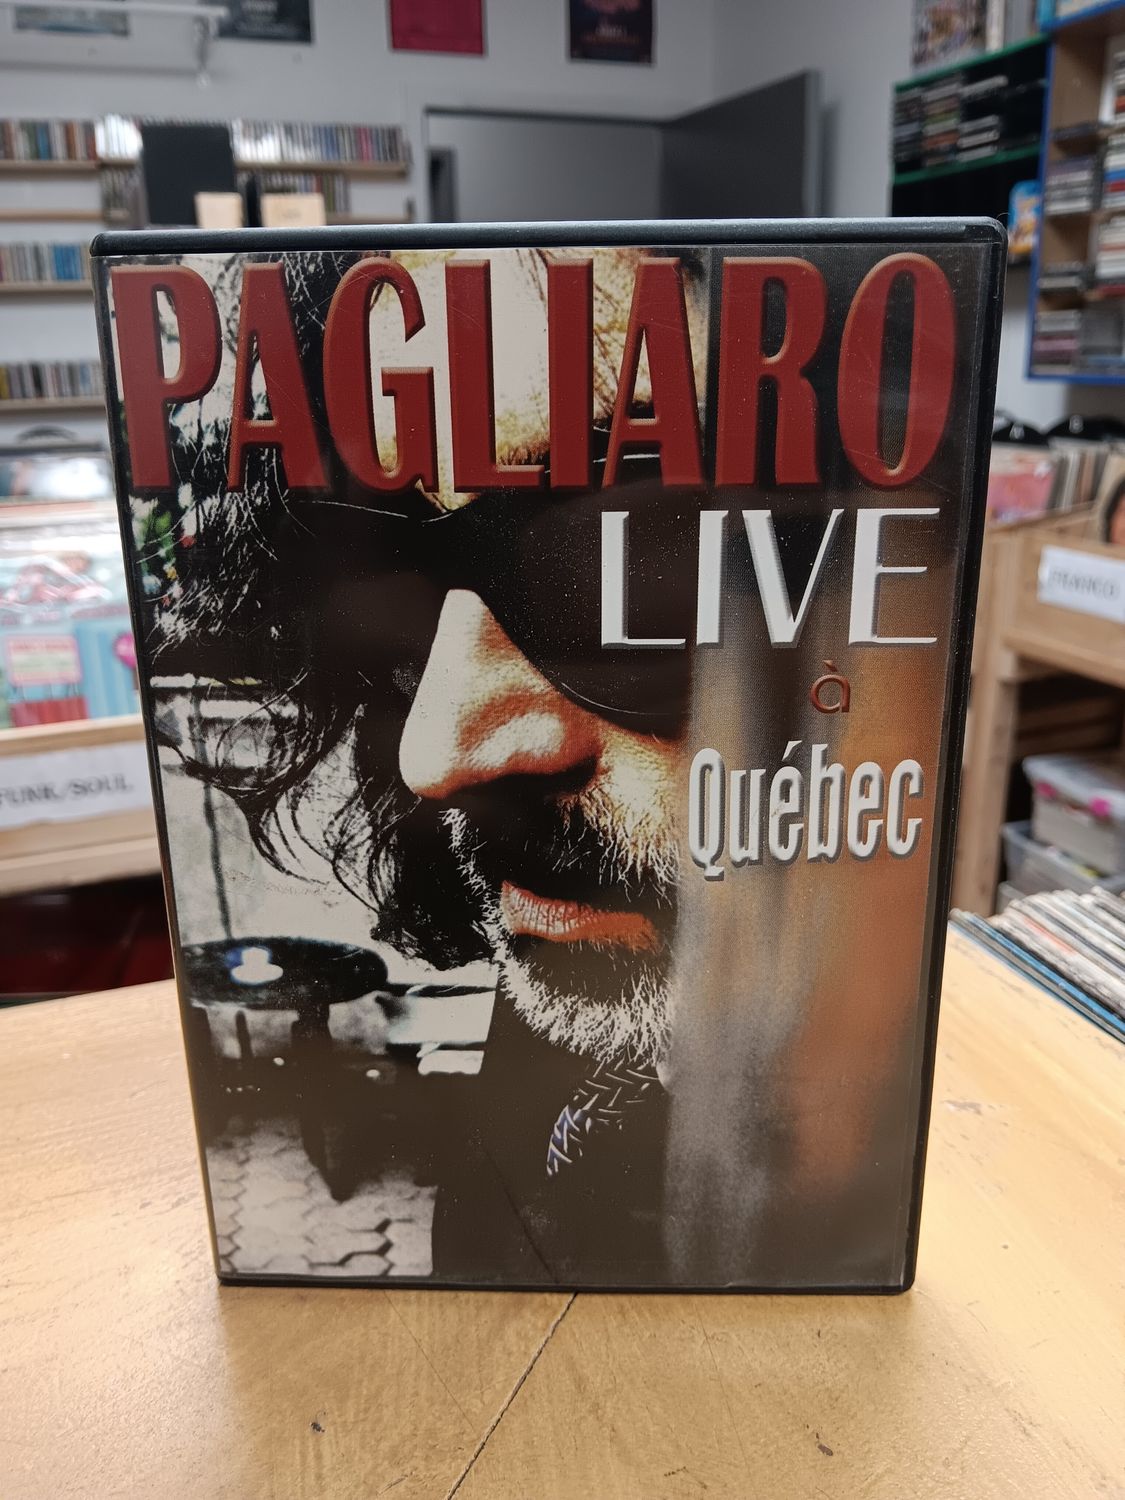 PAGLIARO
LIVE
à
Québec
FUNK/SOUL
FRANCO